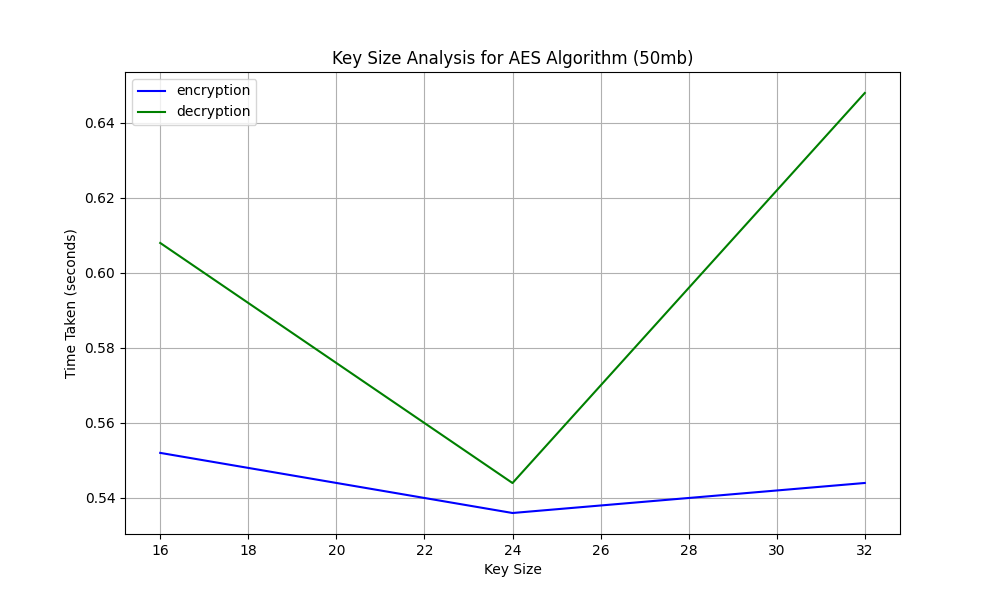 Key Size Analysis for AES Algorithm (50mb)
encryption
decryption
Time Taken (seconds)
0.64
0.62
0.60
0.58
0.56
0.54
16 18 20 22 24 26 28 30 32
Key Size